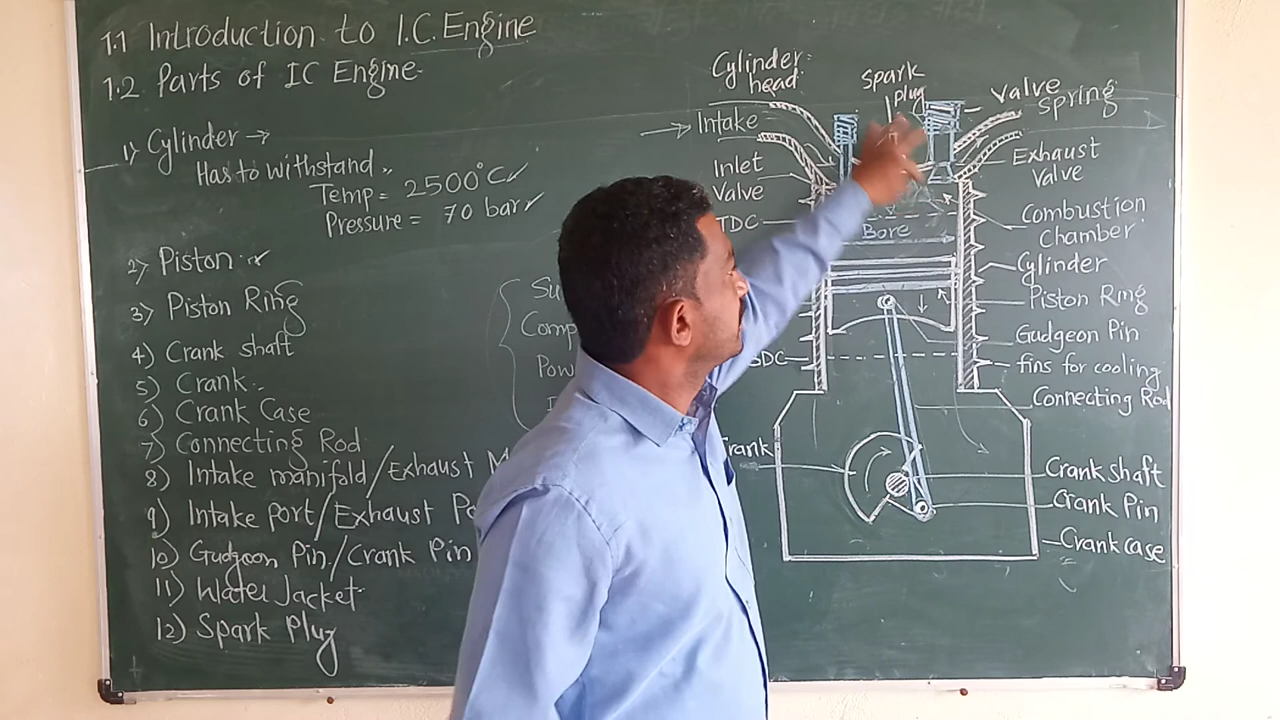 1.1 Introduction to I.C. Engine
1.2 Parts of IC Engine
1) Cylinder →
Has to withstand
Temp = 2500°C ✓
Pressure = 70 bar ✓
2) Piston
3) Piston Ring
4) Crank shaft
5) Crank
6) Crank Case
7) Connecting Rod
8) Intake manifold/Exhaust M
9) Intake port/Exhaust Po
10) Gudgeon Pin/Crank Pin
11) Water Jacket
12) Spark Plug
Su
Comp
Pow
Cylinder
head
Spark
plug
Valve
Spring
Intake
Inlet
Valve
TDC
Bore
Exhaust
Valve
Combustion
Chamber
Cylinder
Piston Ring
Gudgeon Pin
fins for cooling
BDC
Connecting Rod
Crank
Crank shaft
Crank Pin
Crankcase